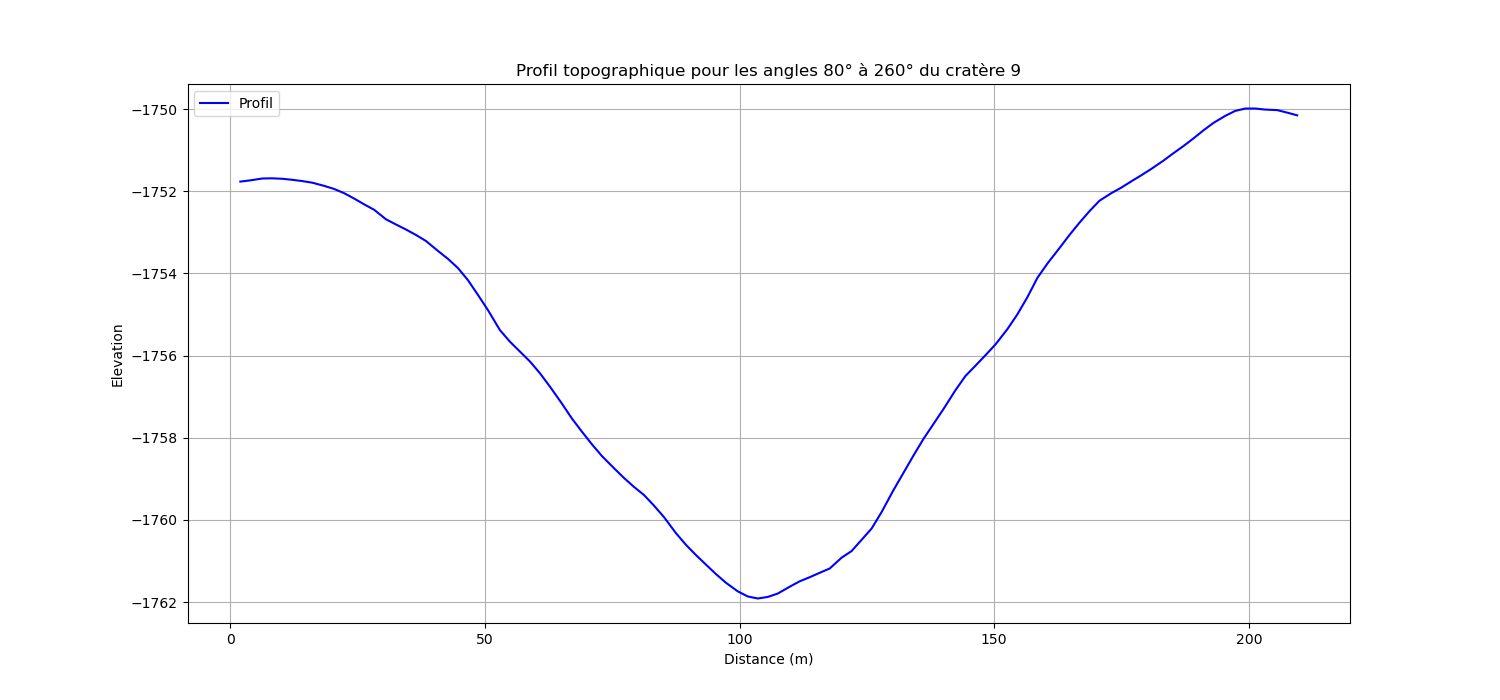 Profil topographique pour les angles 80° à 260° du cratère 9
Profil
Elevation
−1750
−1752
−1754
−1756
−1758
−1760
−1762
0 50 100 150 200
Distance (m)